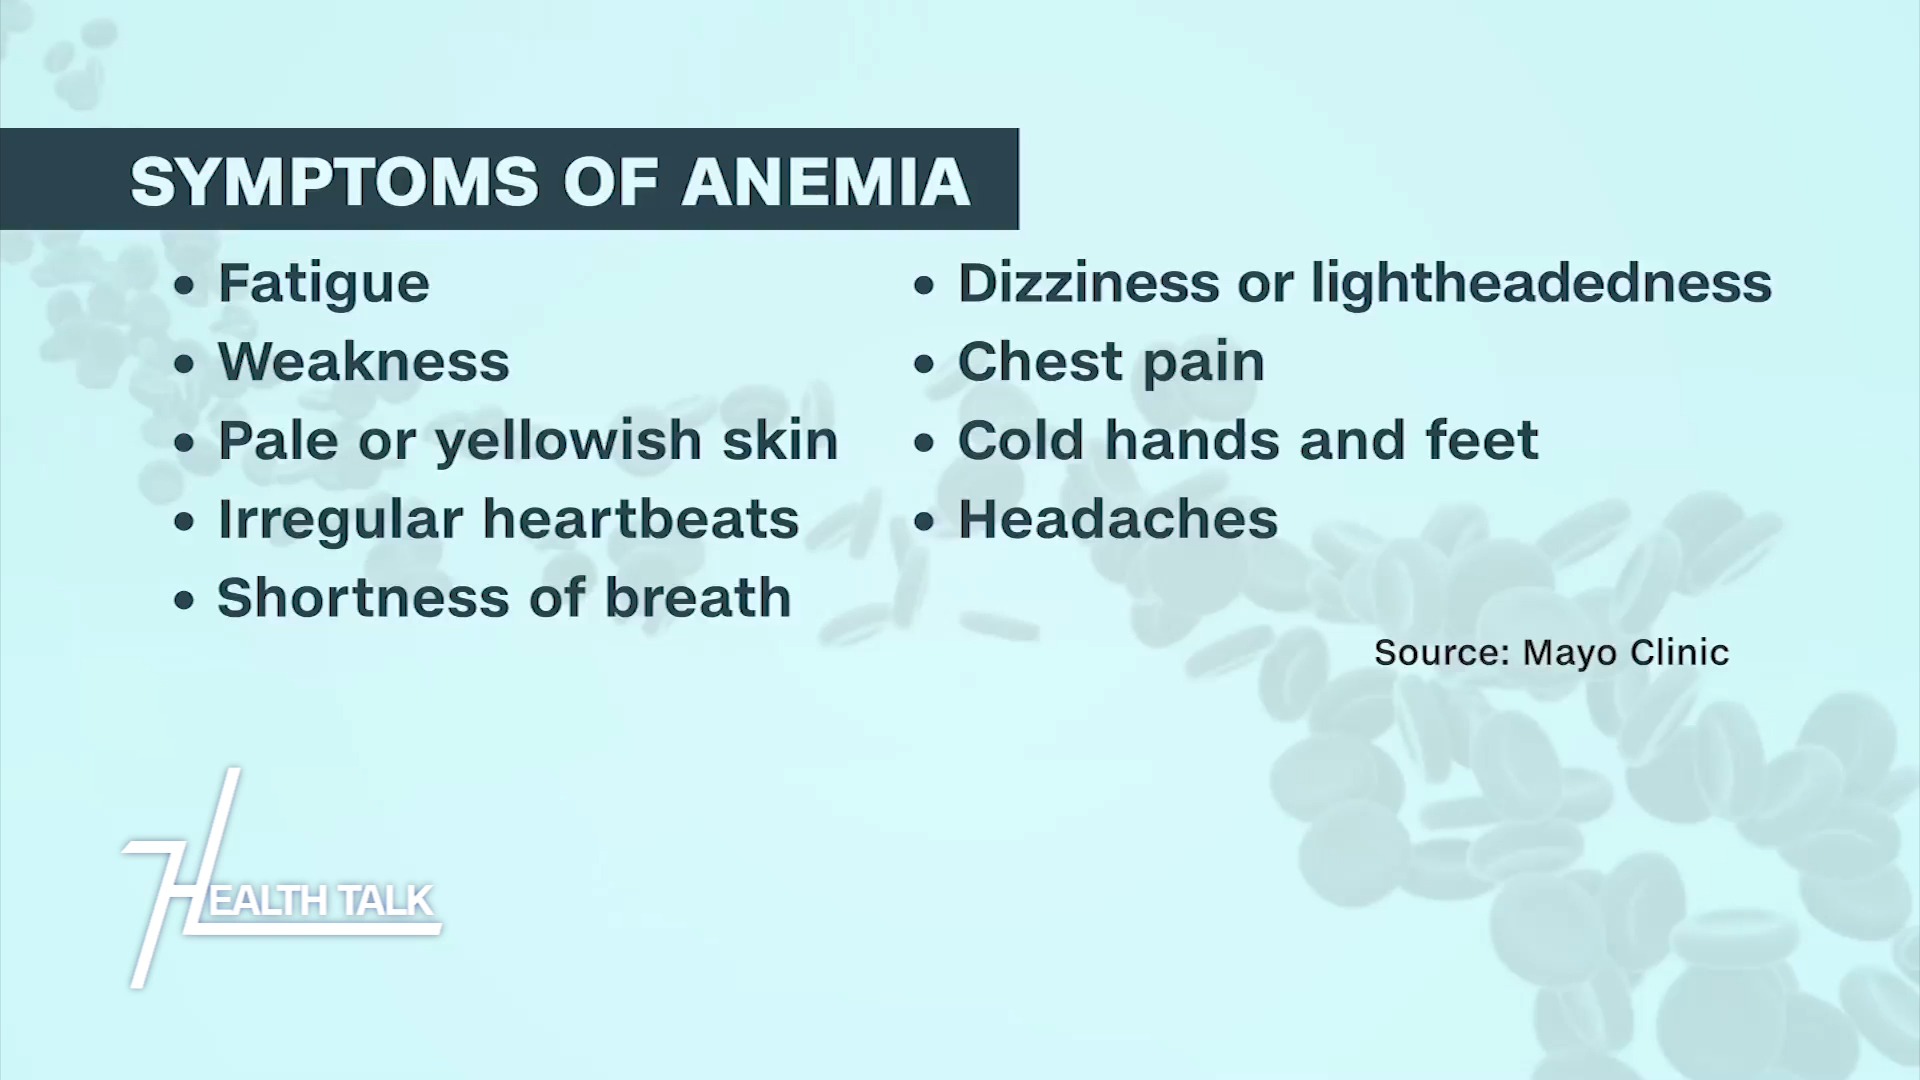 SYMPTOMS OF ANEMIA
• Fatigue
• Weakness
• Pale or yellowish skin
• Irregular heartbeats
• Shortness of breath
• Dizziness or lightheadedness
• Chest pain
• Cold hands and feet
• Headaches
Source: Mayo Clinic
7 HEALTH TALK